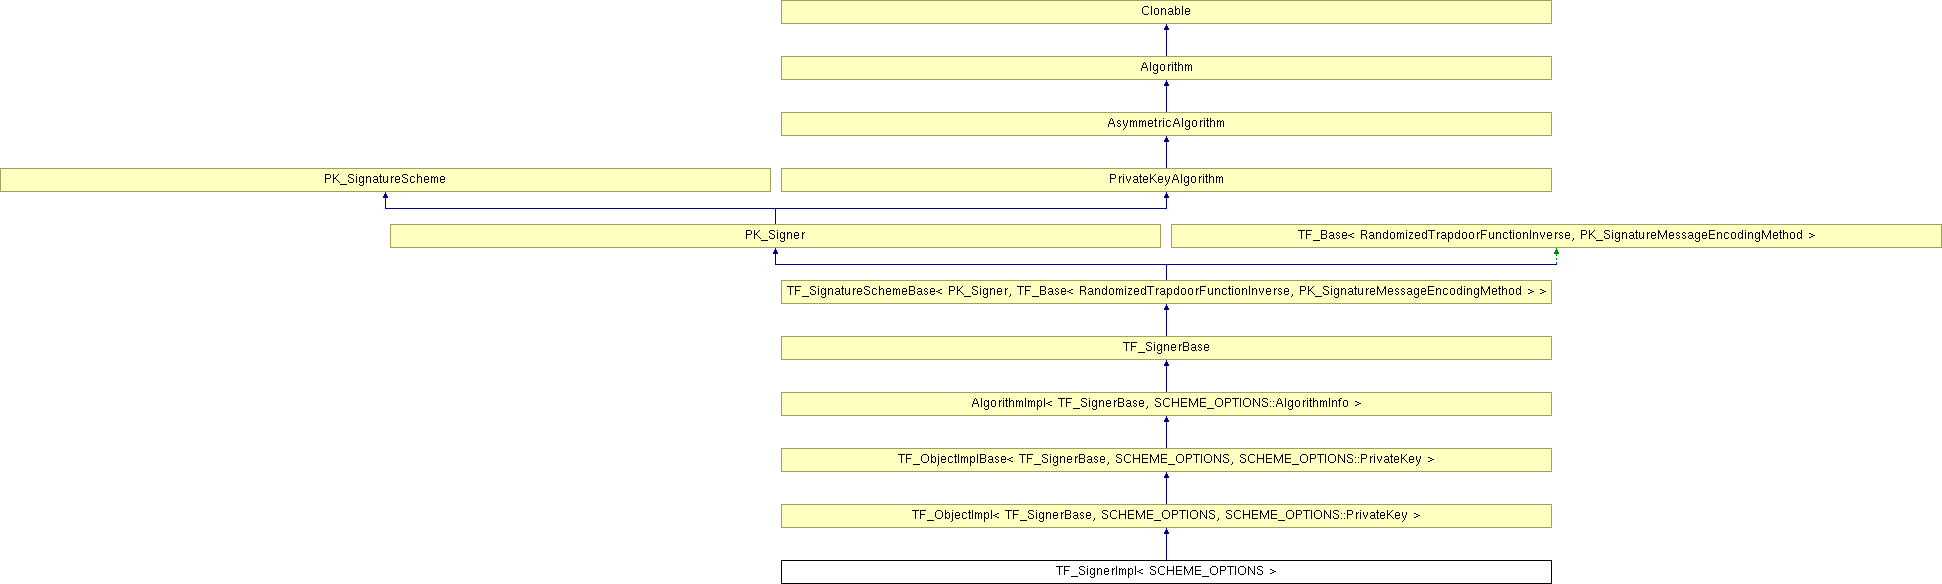 Clonable
Algorithm
AsymmetricAlgorithm
PK_SignatureScheme
PrivateKeyAlgorithm
PK_Signer
TF_Base< RandomizedTrapdoorFunctionInverse, PK_SignatureMessageEncodingMethod >
TF_SignatureSchemeBase< PK_Signer, TF_Base< RandomizedTrapdoorFunctionInverse, PK_SignatureMessageEncodingMethod > >
TF_SignerBase
AlgorithmImpl< TF_SignerBase, SCHEME_OPTIONS::AlgorithmInfo >
TF_ObjectImplBase< TF_SignerBase, SCHEME_OPTIONS, SCHEME_OPTIONS::PrivateKey >
TF_ObjectImpl< TF_SignerBase, SCHEME_OPTIONS, SCHEME_OPTIONS::PrivateKey >
TF_SignerImpl< SCHEME_OPTIONS >